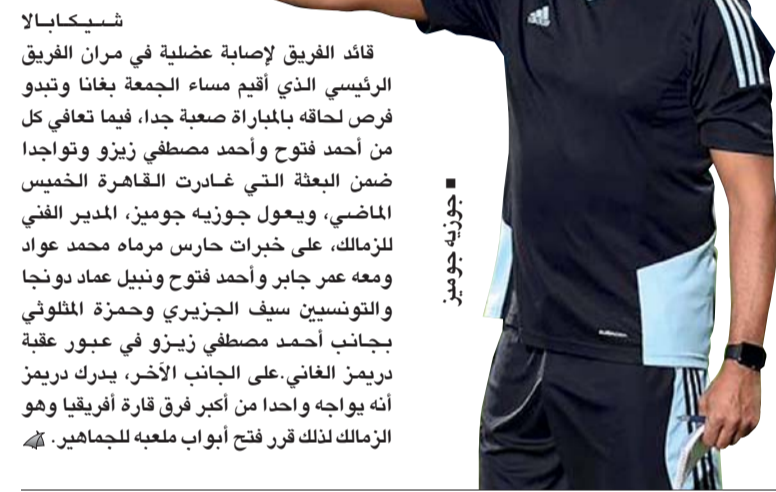 شيكابالا
قائد الفريق لإصابة عضلية في مران الفريق
الرئيسي الذي أقيم مساء الجمعة بغانا وتبدو
فرص لحاقه بالمباراة صعبة جدا، فيما تعافي كل
من أحمد فتوح وأحمد مصطفي زيزو وتواجدا
ضمن البعثة التي غادرت القاهرة الخميس
الماضي، ويعول جوزيه جوميز، المدير الفني
للزمالك، على خبرات حارس مرماه محمد عواد
ومعه عمر جابر وأحمد فتوح ونبيل عماد دونجا
والتونسيين سيف الجزيري وحمزة المثلوثي
بجانب أحمد مصطفي زيزو في عبور عقبة
دريمز الغاني.على الجانب الآخر، يدرك دريمز
أنه يواجه واحدا من أكبر فرق قارة أفريقيا وهو
الزمالك لذلك قرر فتح أبواب ملعبه للجماهير.
■ جوزيه جوميز